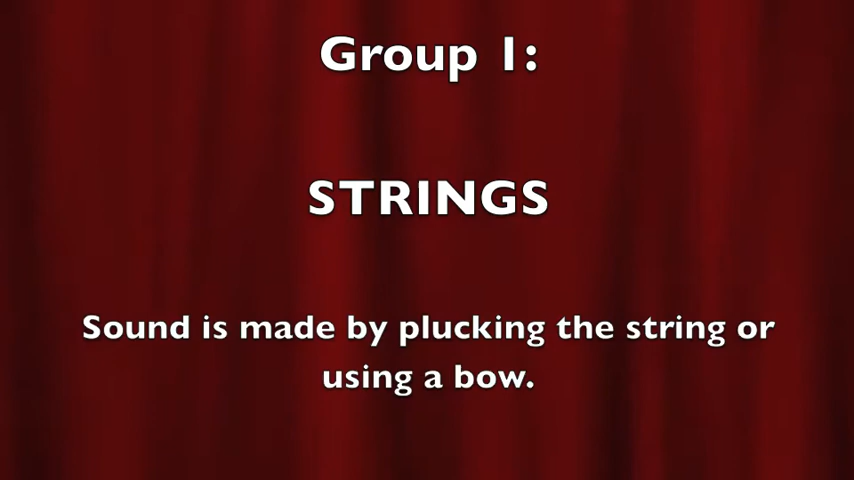 Group 1:
STRINGS
Sound is made by plucking the string or
using a bow.